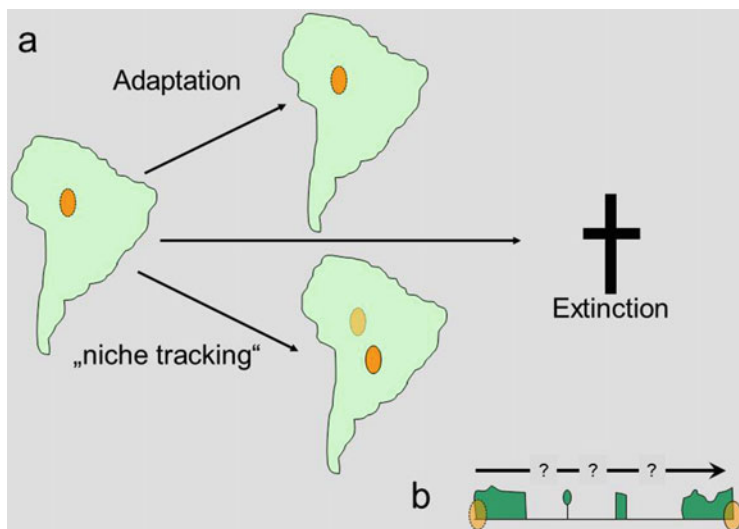 a
Adaptation
Extinction
„niche tracking“
b
? ? ?